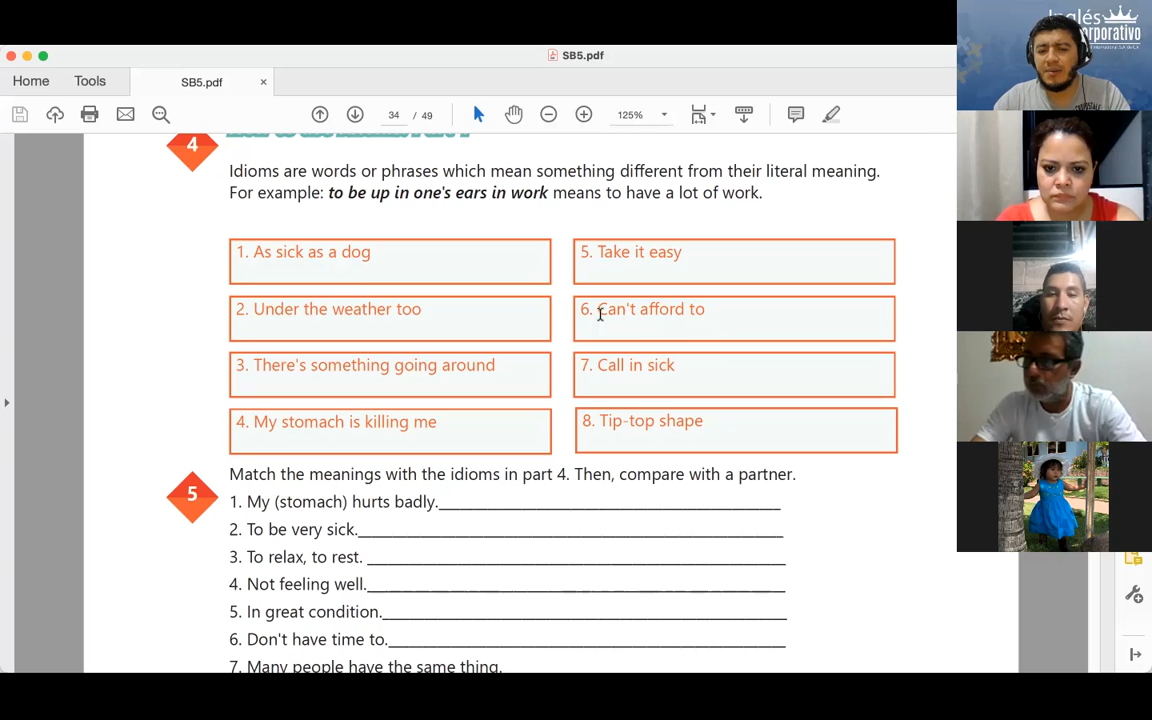 SB5.pdf
Home
Tools
SB5.pdf
34 / 49
125%
4
Idioms are words or phrases which mean something different from their literal meaning.
For example: to be up in one's ears in work means to have a lot of work.
1. As sick as a dog
5. Take it easy
2. Under the weather too
6. Can't afford to
3. There's something going around
7. Call in sick
4. My stomach is killing me
8. Tip-top shape
5
Match the meanings with the idioms in part 4. Then, compare with a partner.
1. My (stomach) hurts badly.
2. To be very sick.
3. To relax, to rest.
4. Not feeling well.
5. In great condition.
6. Don't have time to.
7. Many people have the same thing.
Inglés